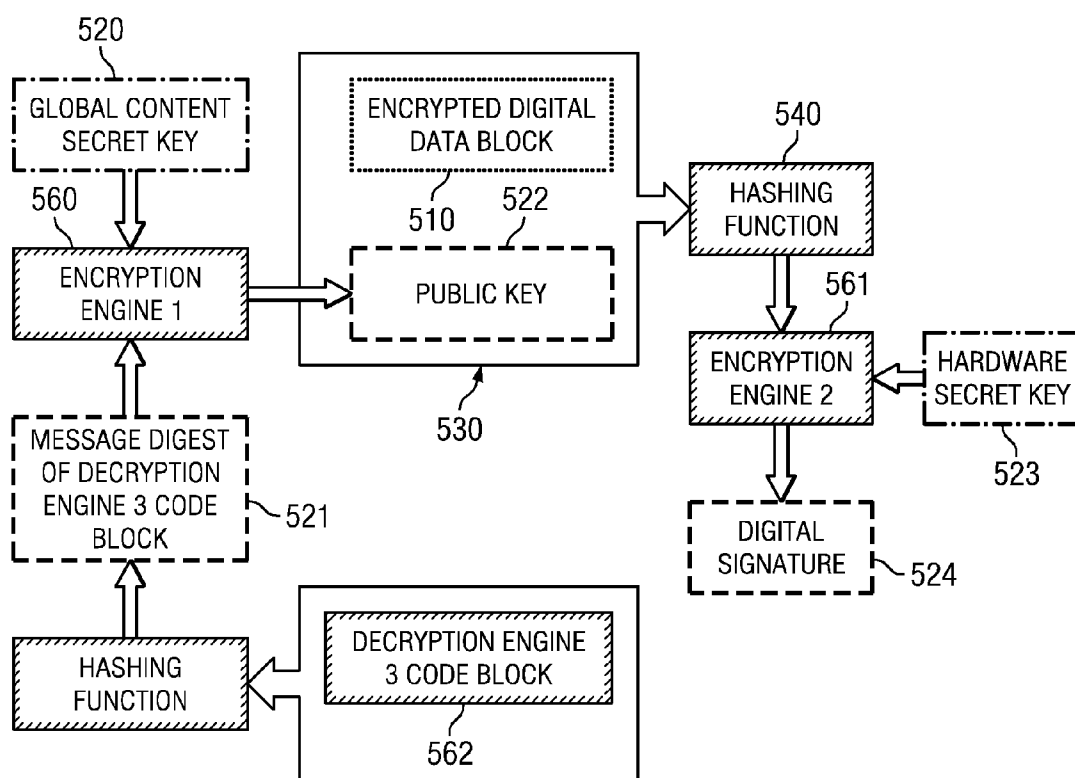 520
GLOBAL CONTENT
SECRET KEY
560
ENCRYPTION
ENGINE 1
MESSAGE DIGEST
OF DECRYPTION
ENGINE 3 CODE
BLOCK
521
HASHING
FUNCTION
ENCRYPTED DIGITAL
DATA BLOCK
510
522
PUBLIC KEY
530
DECRYPTION ENGINE
3 CODE BLOCK
562
540
HASHING
FUNCTION
561
ENCRYPTION
ENGINE 2
HARDWARE
SECRET KEY
523
DIGITAL
SIGNATURE
524